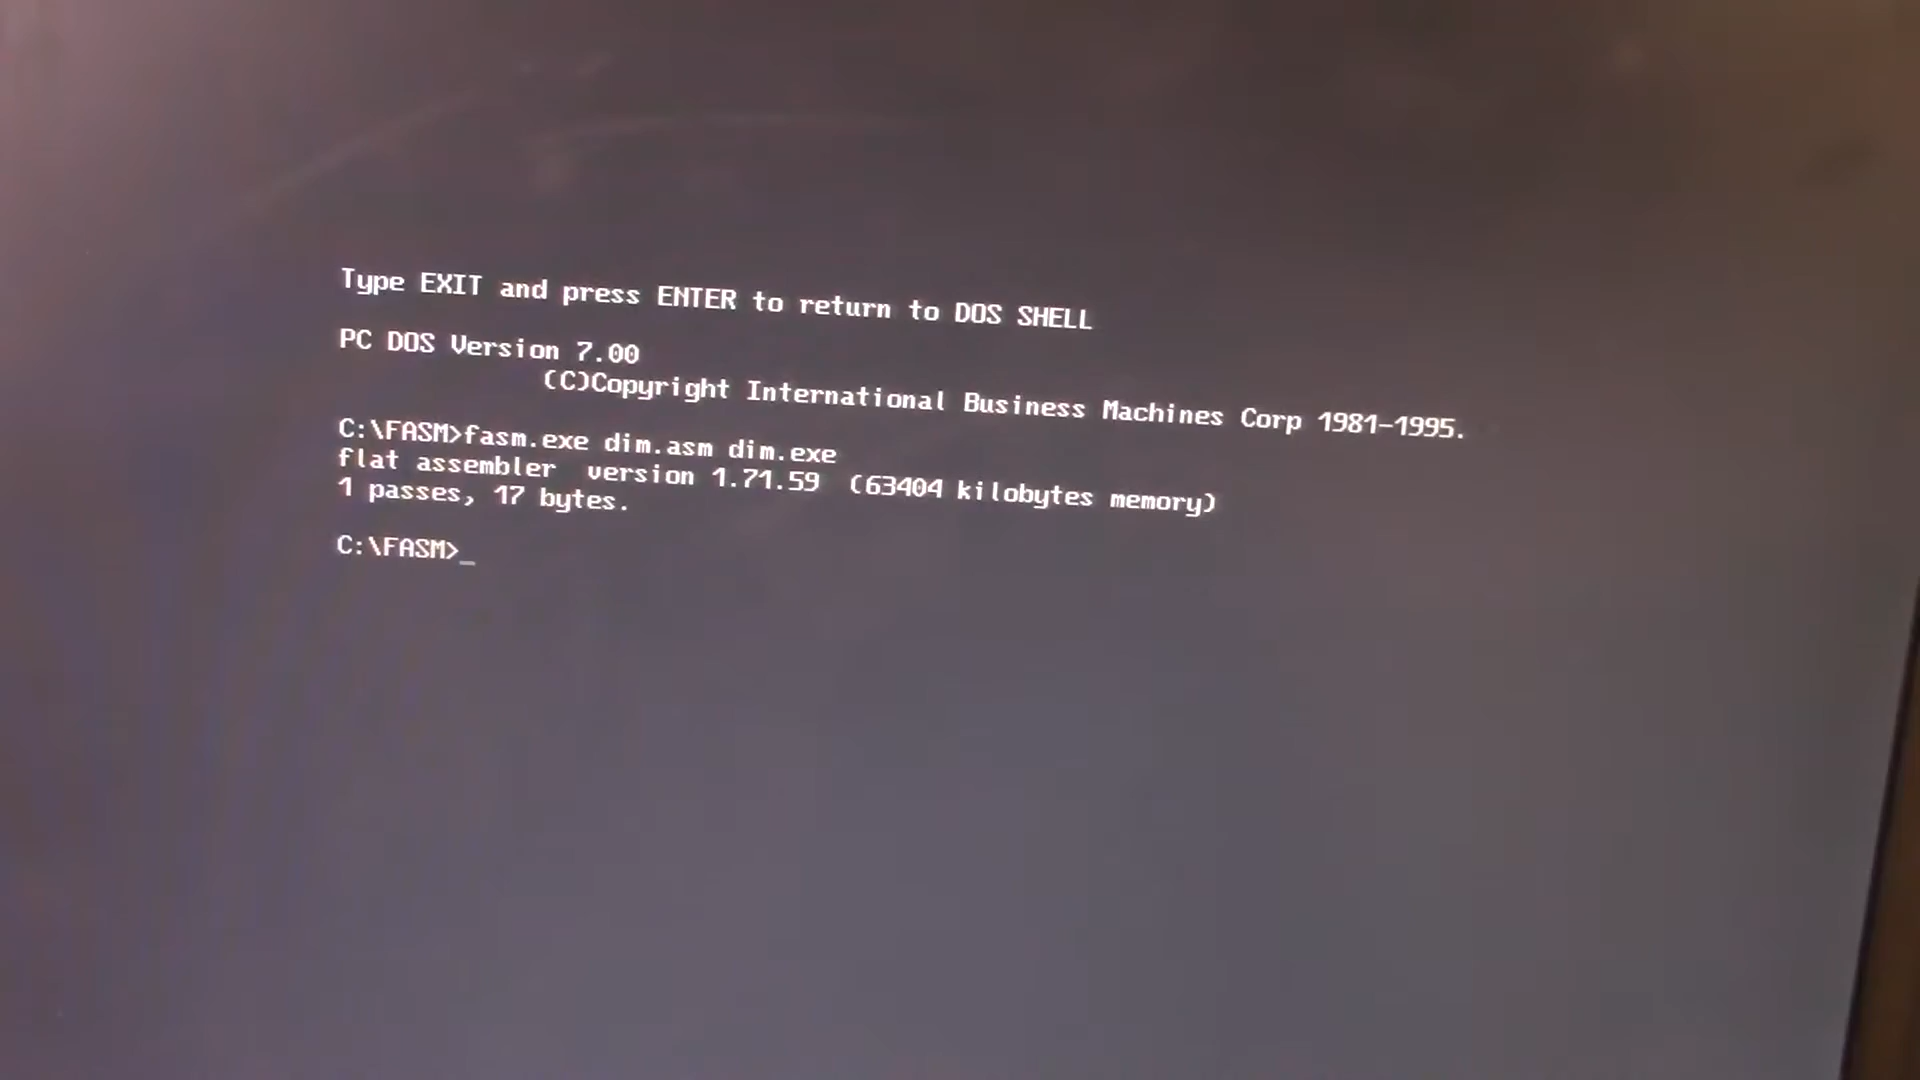 Type EXIT and press ENTER to return to DOS SHELL
PC DOS Version 7.00
(C)Copyright International Business Machines Corp 1981-1995.
C:\FASM>fasm.exe dim.asm dim.exe
flat assembler  version 1.71.59  (63404 kilobytes memory)
1 passes, 17 bytes.
C:\FASM>_